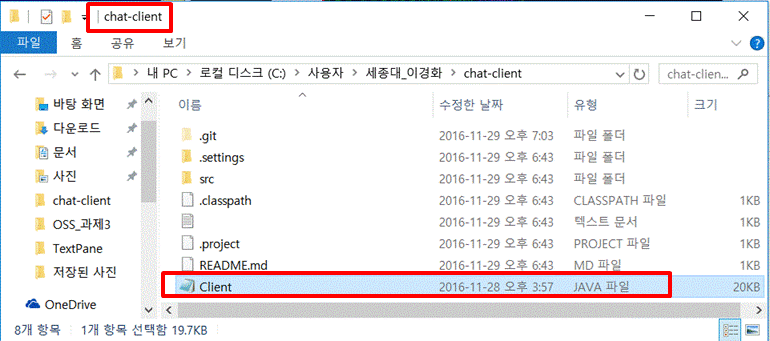 chat-client
파일 홈 공유 보기
내 PC 로컬 디스크 (C:) 사용자 세종대_이경화 chat-client chat-clien...
바탕 화면
다운로드
문서
사진
chat-client
OSS_과제3
TextPane
저장된 사진
OneDrive
이름 수정한 날짜 유형 크기
.git 2016-11-29 오후 7:03 파일 폴더
.settings 2016-11-29 오후 6:43 파일 폴더
src 2016-11-29 오후 6:43 파일 폴더
.classpath 2016-11-29 오후 6:43 CLASSPATH 파일 1KB
2016-11-29 오후 6:43 텍스트 문서 1KB
.project 2016-11-29 오후 6:43 PROJECT 파일 1KB
README.md 2016-11-29 오후 6:43 MD 파일 1KB
Client 2016-11-28 오후 3:57 JAVA 파일 20KB
8개 항목 1개 항목 선택함 19.7KB